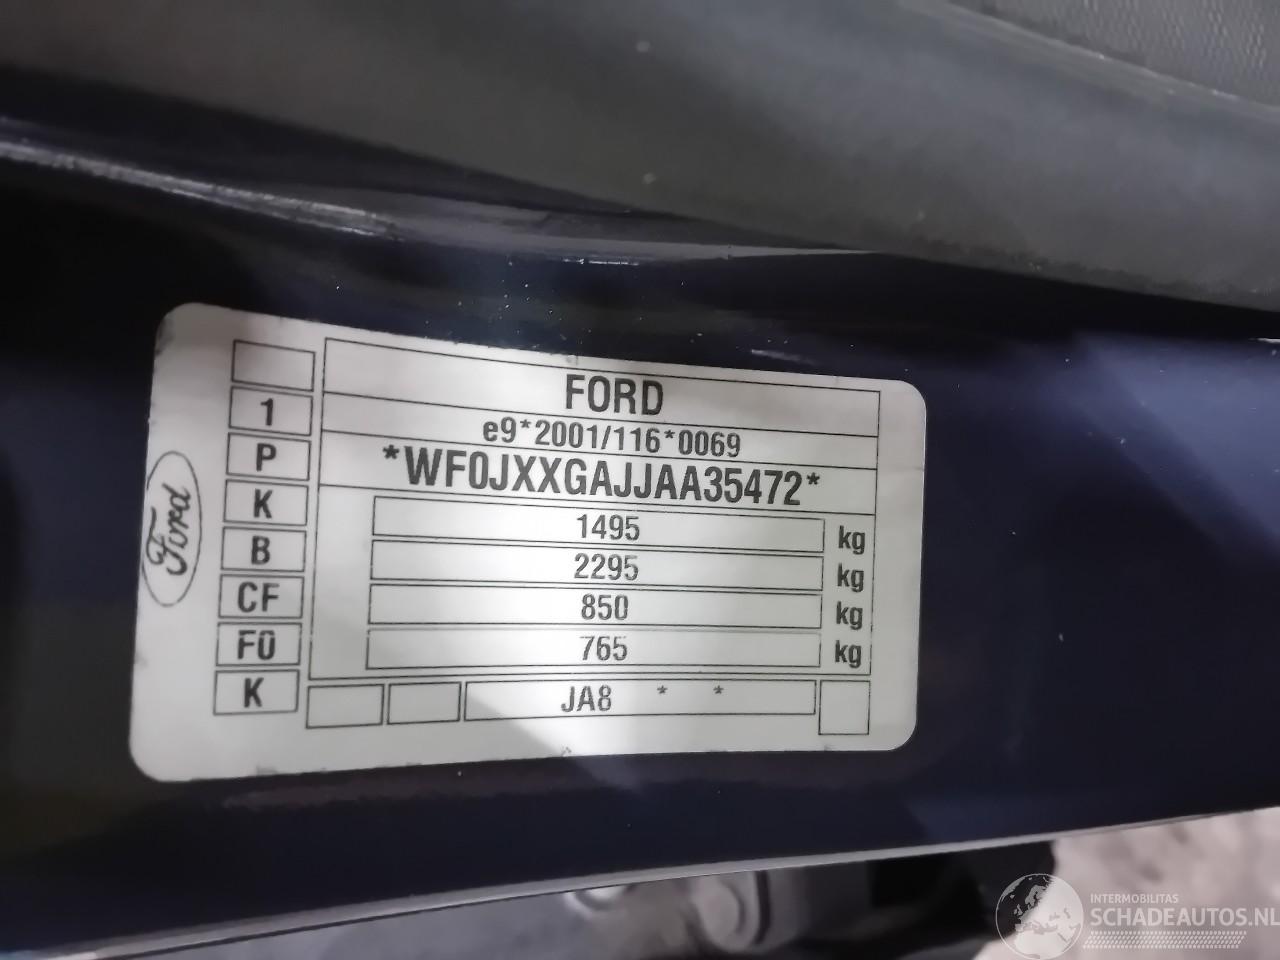 FORD
e9*2001/116*0069
*WF0JXXGAJJAA35472*
1495 kg
2295 kg
850 kg
765 kg
JA8 * *
1
P
K
B
CF
F0
K
Ford
INTERMOBILITAS
SCHADEAUTOS.NL